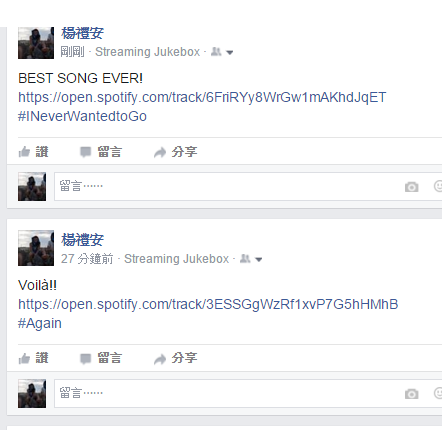 楊禮安
剛剛 · Streaming Jukebox ·
BEST SONG EVER!
https://open.spotify.com/track/6FriRYy8WrGw1mAKhdJqET
#INeverWantedtoGo
讚 留言 分享
留言⋯⋯
楊禮安
27 分鐘前 · Streaming Jukebox ·
Voilà!!
https://open.spotify.com/track/3ESSGgWzRf1xvP7G5hHMhB
#Again
讚 留言 分享
留言⋯⋯